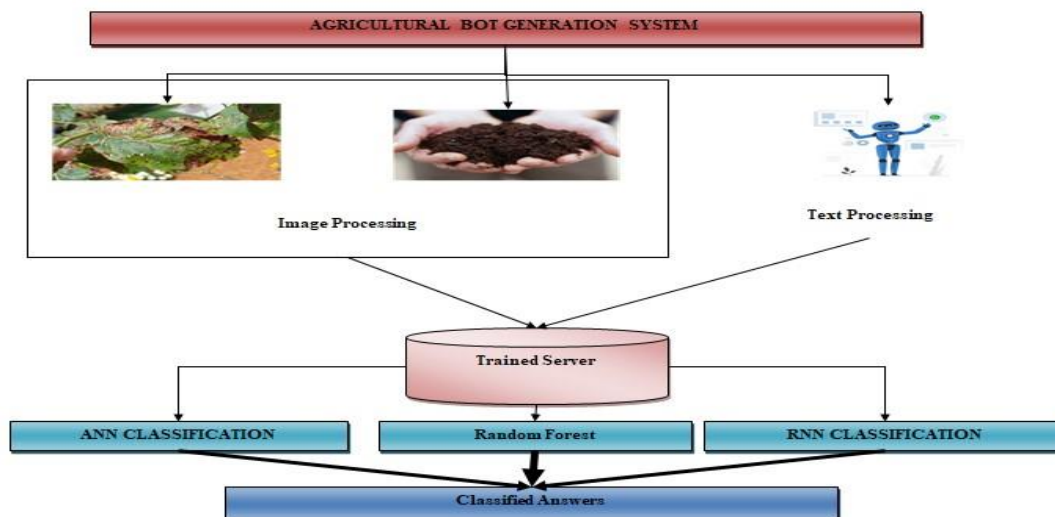 AGRICULTURAL BOT GENERATION SYSTEM
Image Processing
Text Processing
Trained Server
ANN CLASSIFICATION
Random Forest
RNN CLASSIFICATION
Classified Answers